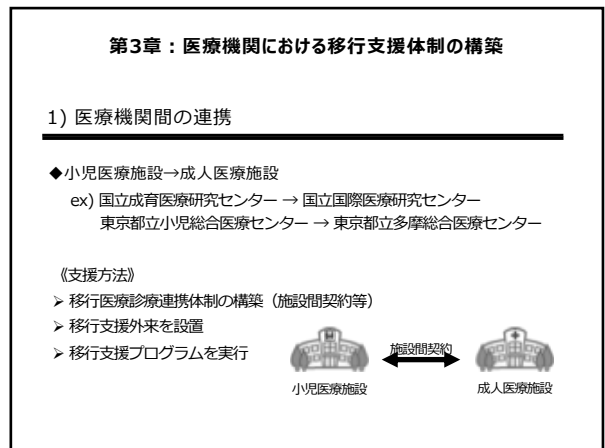 第3章：医療機関における移行支援体制の構築
1) 医療機関間の連携
◆小児医療施設→成人医療施設
ex) 国立成育医療研究センター → 国立国際医療研究センター
東京都立小児総合医療センター → 東京都立多摩総合医療センター
《支援方法》
➢ 移行医療診療連携体制の構築（施設間契約等）
➢ 移行支援外来を設置
➢ 移行支援プログラムを実行
施設間契約
小児医療施設
成人医療施設